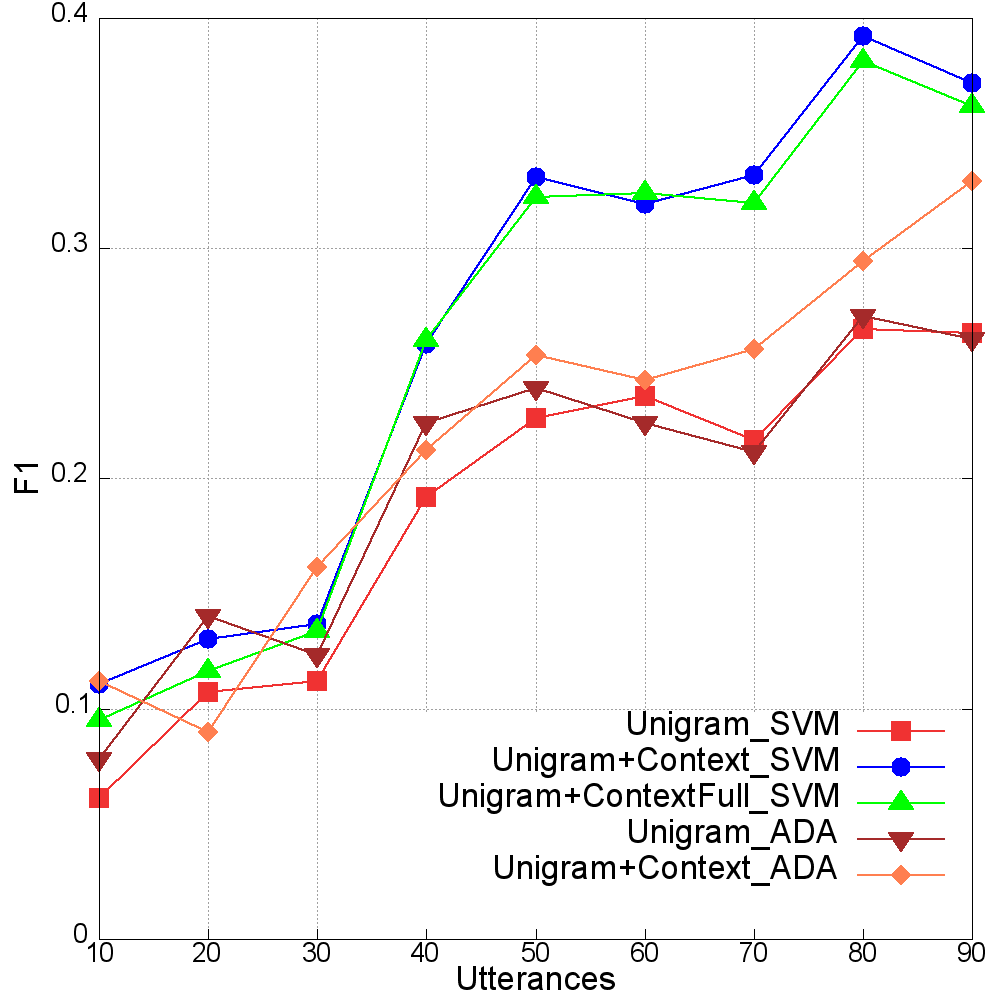 0.4
0.3
0.2
0.1
0
F1
10 20 30 40 50 60 70 80 90
Utterances
Unigram_SVM
Unigram+Context_SVM
Unigram+ContextFull_SVM
Unigram_ADA
Unigram+Context_ADA